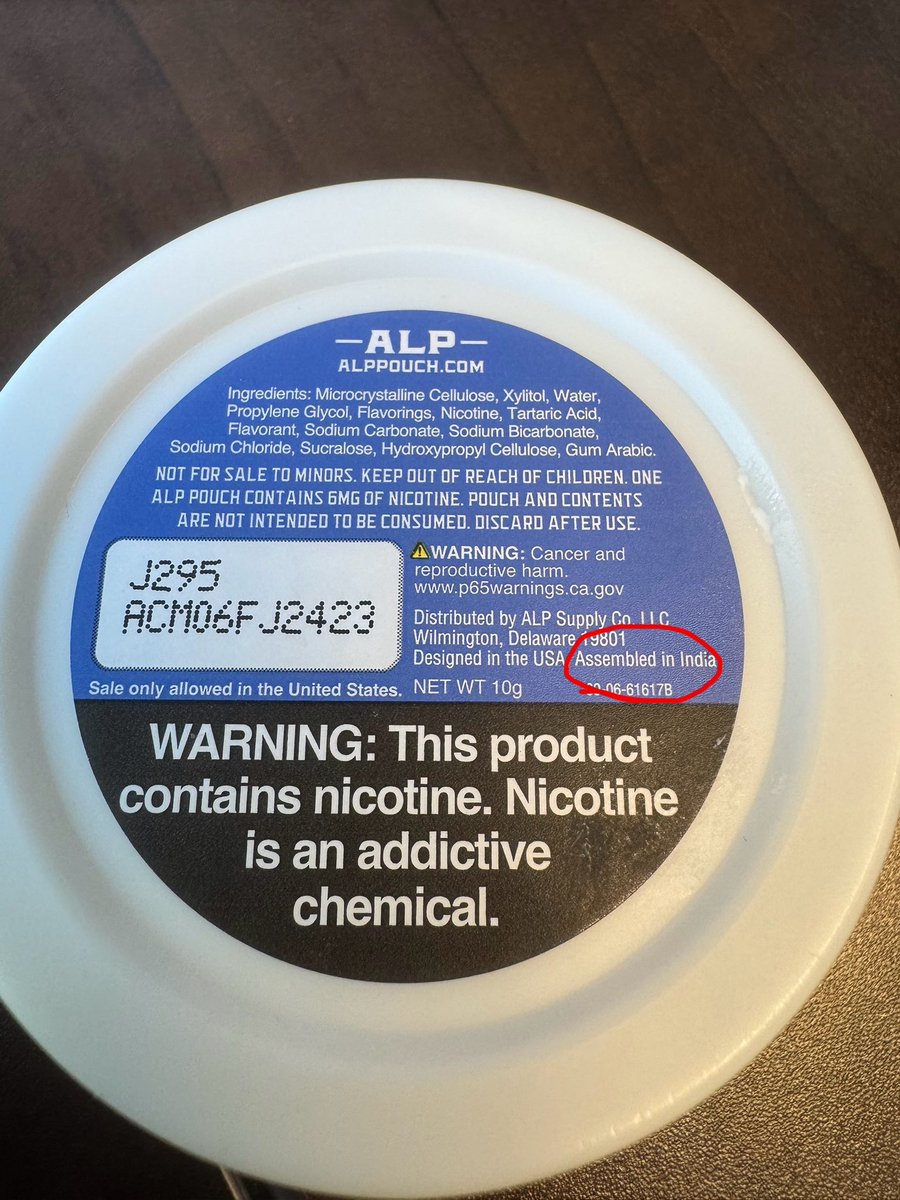 —ALP—
ALPPOUCH.COM
Ingredients: Microcrystalline Cellulose, Xylitol, Water,
Propylene Glycol, Flavorings, Nicotine, Tartaric Acid,
Flavorant, Sodium Carbonate, Sodium Bicarbonate,
Sodium Chloride, Sucralose, Hydroxypropyl Cellulose, Gum Arabic.
NOT FOR SALE TO MINORS. KEEP OUT OF REACH OF CHILDREN. ONE
ALP POUCH CONTAINS 6MG OF NICOTINE. POUCH AND CONTENTS
ARE NOT INTENDED TO BE CONSUMED. DISCARD AFTER USE.
J295
ACM06FJ2423
WARNING: Cancer and
reproductive harm.
www.p65warnings.ca.gov
Distributed by ALP Supply Co. LLC
Wilmington, Delaware 19801
Designed in the USA Assembled in India
Sale only allowed in the United States.
NET WT 10g
-06-61617B
WARNING: This product
contains nicotine. Nicotine
is an addictive
chemical.